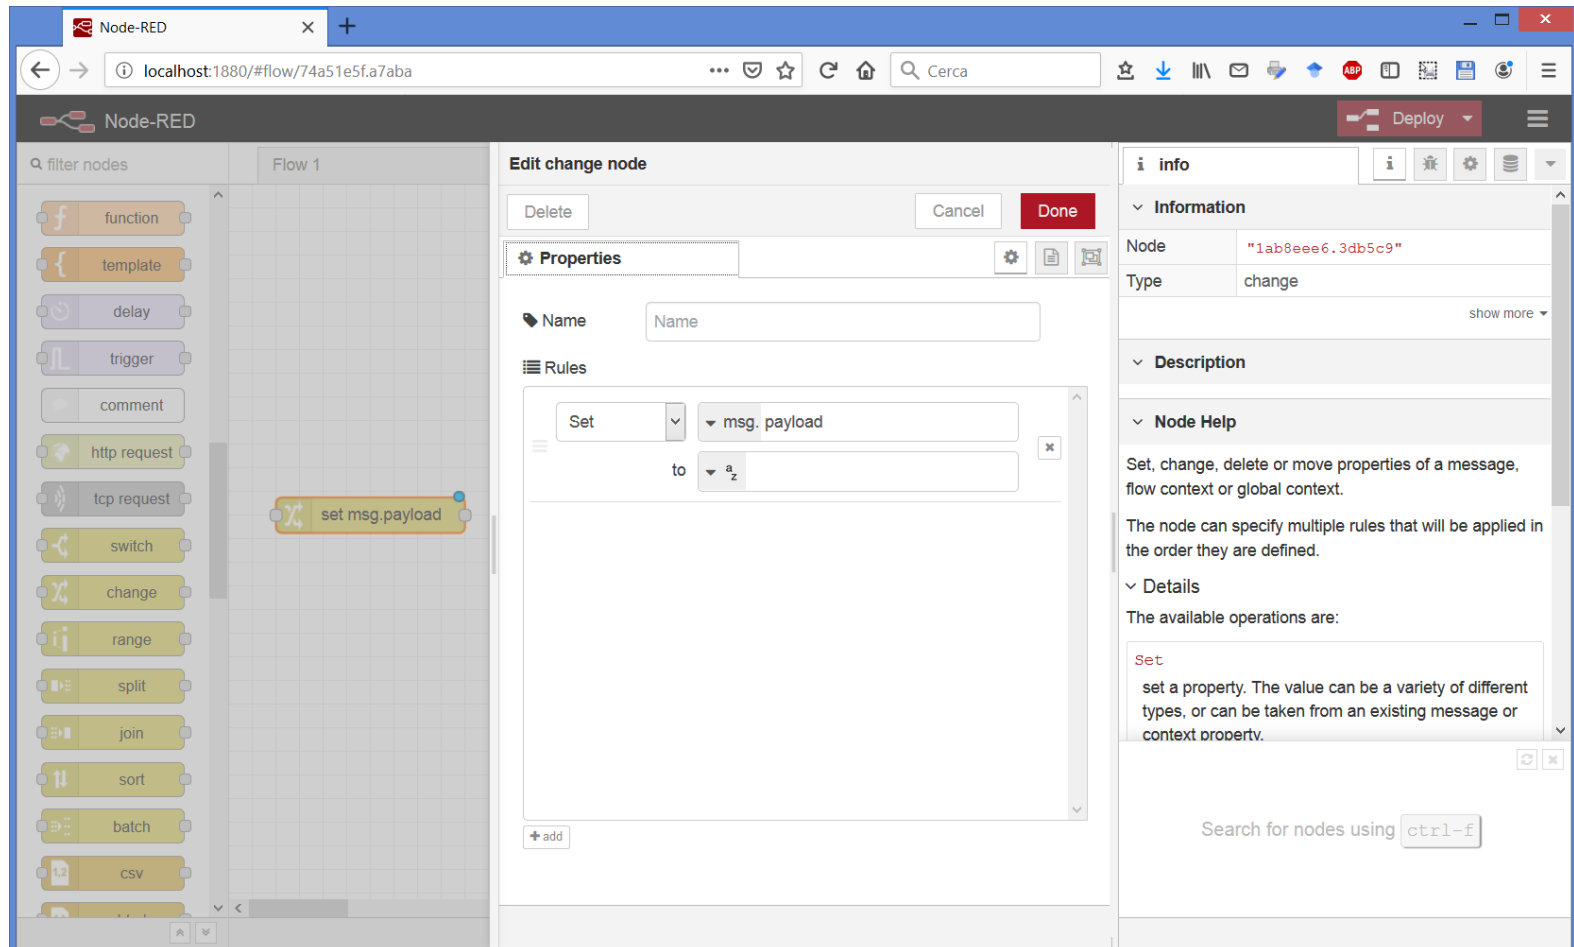 Node-RED
localhost:1880/#flow/74a51e5f.a7aba
Cerca
ABP
Node-RED
Deploy
filter nodes
function
template
delay
trigger
comment
http request
tcp request
switch
change
range
split
join
sort
batch
1,2 csv
Flow 1
set msg.payload
Edit change node
Delete
Cancel
Done
Properties
Name
Name
Rules
Set
msg. payload
to
az
add
info
Information
Node "1ab8eee6.3db5c9"
Type change
show more
Description
Node Help
Set, change, delete or move properties of a message,
flow context or global context.
The node can specify multiple rules that will be applied in
the order they are defined.
Details
The available operations are:
Set
set a property. The value can be a variety of different
types, or can be taken from an existing message or
context property.
Search for nodes using ctrl-f